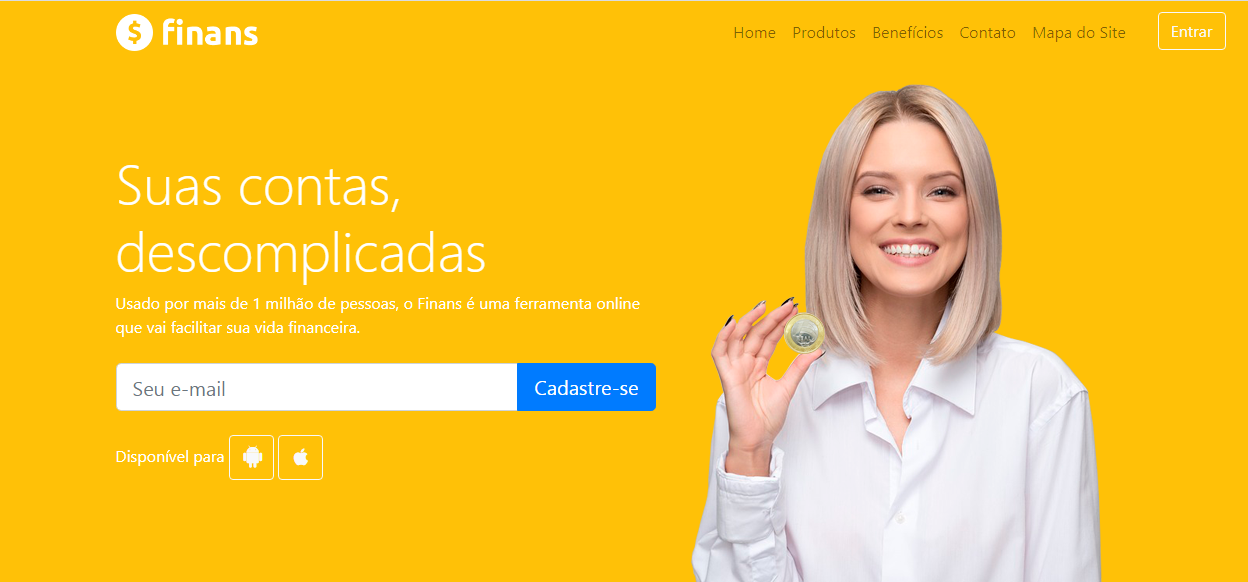 finans
Home Produtos Benefícios Contato Mapa do Site Entrar
Suas contas,
descomplicadas
Usado por mais de 1 milhão de pessoas, o Finans é uma ferramenta online
que vai facilitar sua vida financeira.
Seu e-mail Cadastre-se
Disponível para